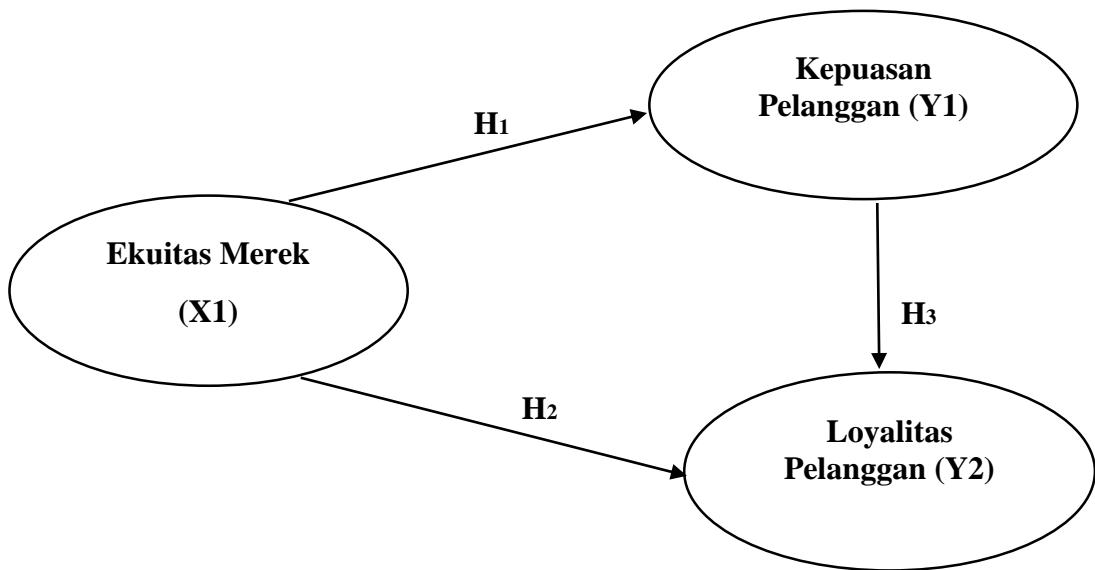 Kepuasan
Pelanggan (Y1)
H1
Ekuitas Merek
(X1)
H3
H2
Loyalitas
Pelanggan (Y2)